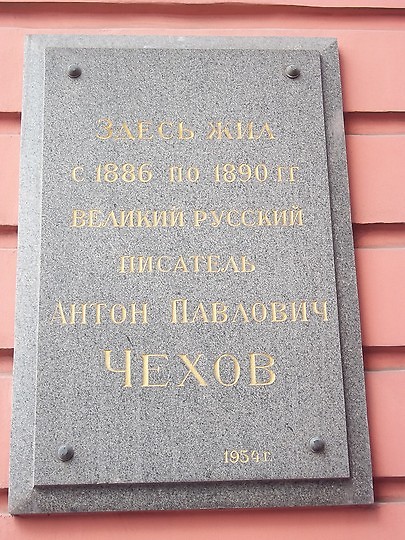 Здесь жил
с 1886 по 1890 гг
великий русский
писатель
Антон Павлович
Чехов
1954 г.